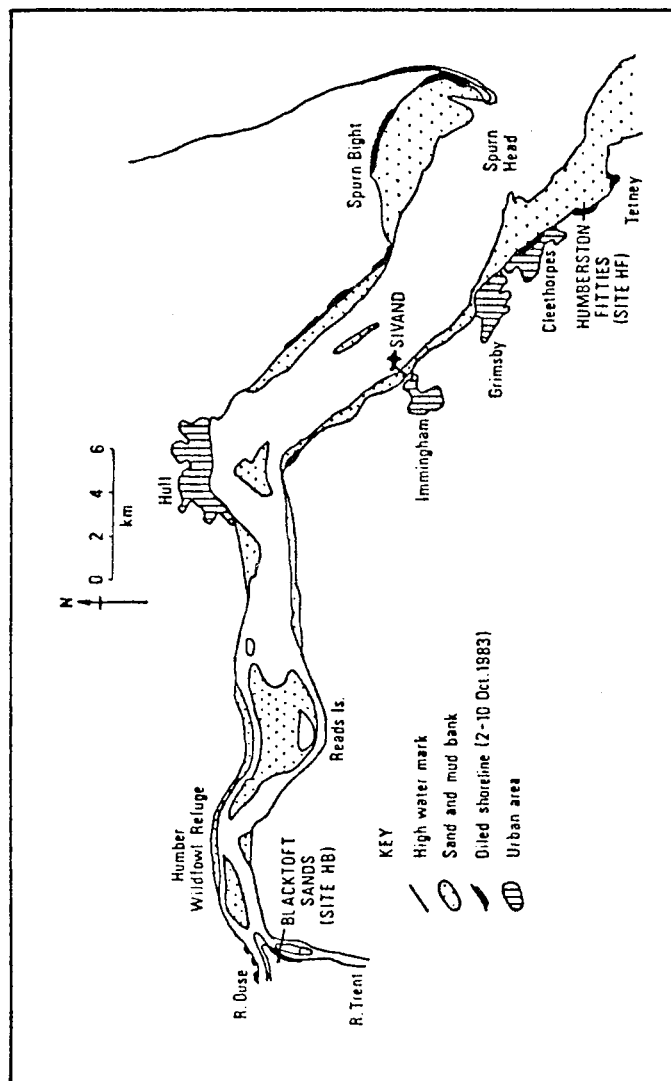 N
0 2 4 6
km
Hull
Spurn Bight
Spurn
Head
SIVAND
Immingham
Grimsby
Cleethorpes
HUMBERSTON
FITTIES
(SITE HF)
Tetney
Humber
Wildfowl Refuge
R. Ouse
BLACKTOFT
SANDS
(SITE HB)
R. Trent
Reads Is.
KEY
High water mark
Sand and mud bank
Oiled shoreline (2-10 Oct. 1983)
Urban area